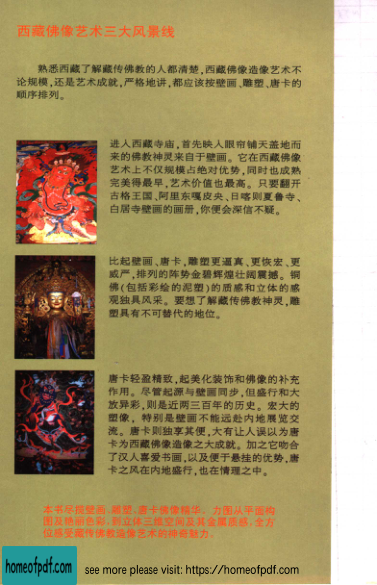 西藏佛像艺术三大风景线
熟悉西藏了解藏传佛教的人都清楚,西藏佛像造像艺术不
论规模,还是艺术成就,严格地讲,都应该按壁画、雕塑、唐卡的
顺序排列。
进入西藏寺庙,首先映入眼帘铺天盖地而
来的佛教神灵来自于壁画。它在西藏佛像
艺术上不仅规模占绝对优势,同时也成熟
完美得最早,艺术价值也最高。只要翻开
古格王国、阿里东嘎皮央、日喀则夏鲁寺、
白居寺壁画的画册,你便会深信不疑。
比起壁画、唐卡,雕塑更逼真、更恢宏、更
威严,排列的阵势金碧辉煌壮阔震撼。铜
佛(包括彩绘的泥塑)的质感和立体的感
观独具风采。要想了解藏传佛教神灵,雕
塑具有不可替代的地位。
唐卡轻盈精致,起美化装饰和佛像的补充
作用。尽管起源与壁画同步,但盛行和大
放异彩,则是近两三百年的历史。宏大的
塑像,特别是壁画不能远赴内地展览交
流。唐卡则独享其便,大有让人误以为唐
卡为西藏佛像造像之大成就。加之它吻合
了汉人喜爱书画,以及便于悬挂的优势,唐
卡之风在内地盛行,也在情理之中。
本书尽揽壁画、雕塑、唐卡佛像精华,力图从平面构
图及艳丽色彩,到立体三维空间及其金属质感,全方
位感受藏传佛教造像艺术的神奇魅力。
homeofpdf.com
see more please visit: https://homeofpdf.com